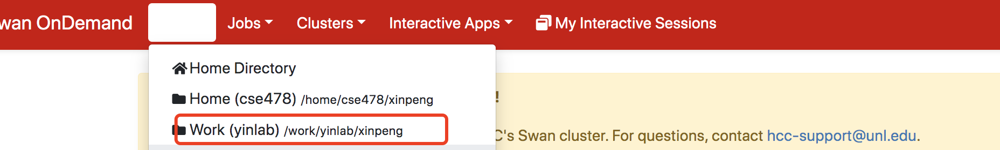 wan OnDemand Jobs Clusters Interactive Apps My Interactive Sessions
Home Directory
Home (cse478) /home/cse478/xinpeng
!
Work (yinlab) /work/yinlab/xinpeng
C's Swan cluster. For questions, contact hcc-support@unl.edu.